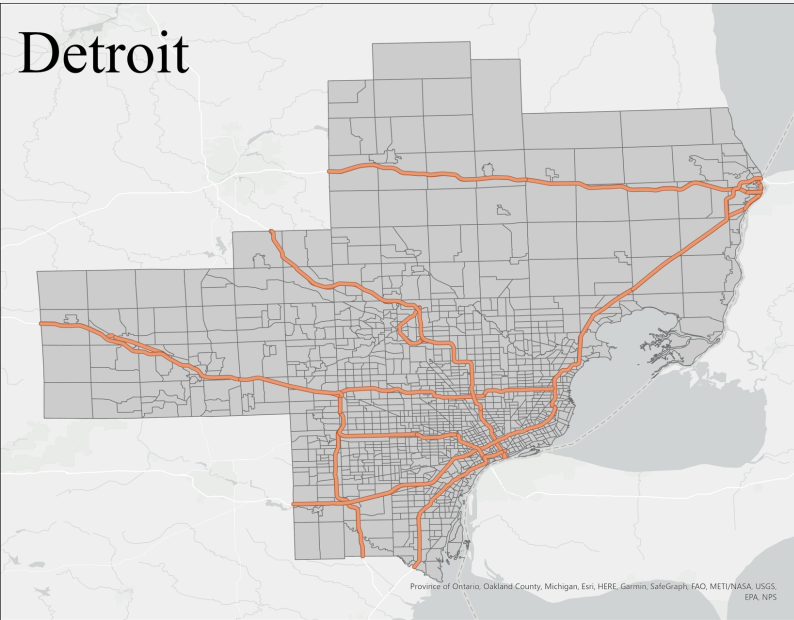 Detroit
Province of Ontario, Oakland County, Michigan, Esri, HERE, Garmin, SafeGraph, FAO, METI/NASA, USGS,
EPA, NPS